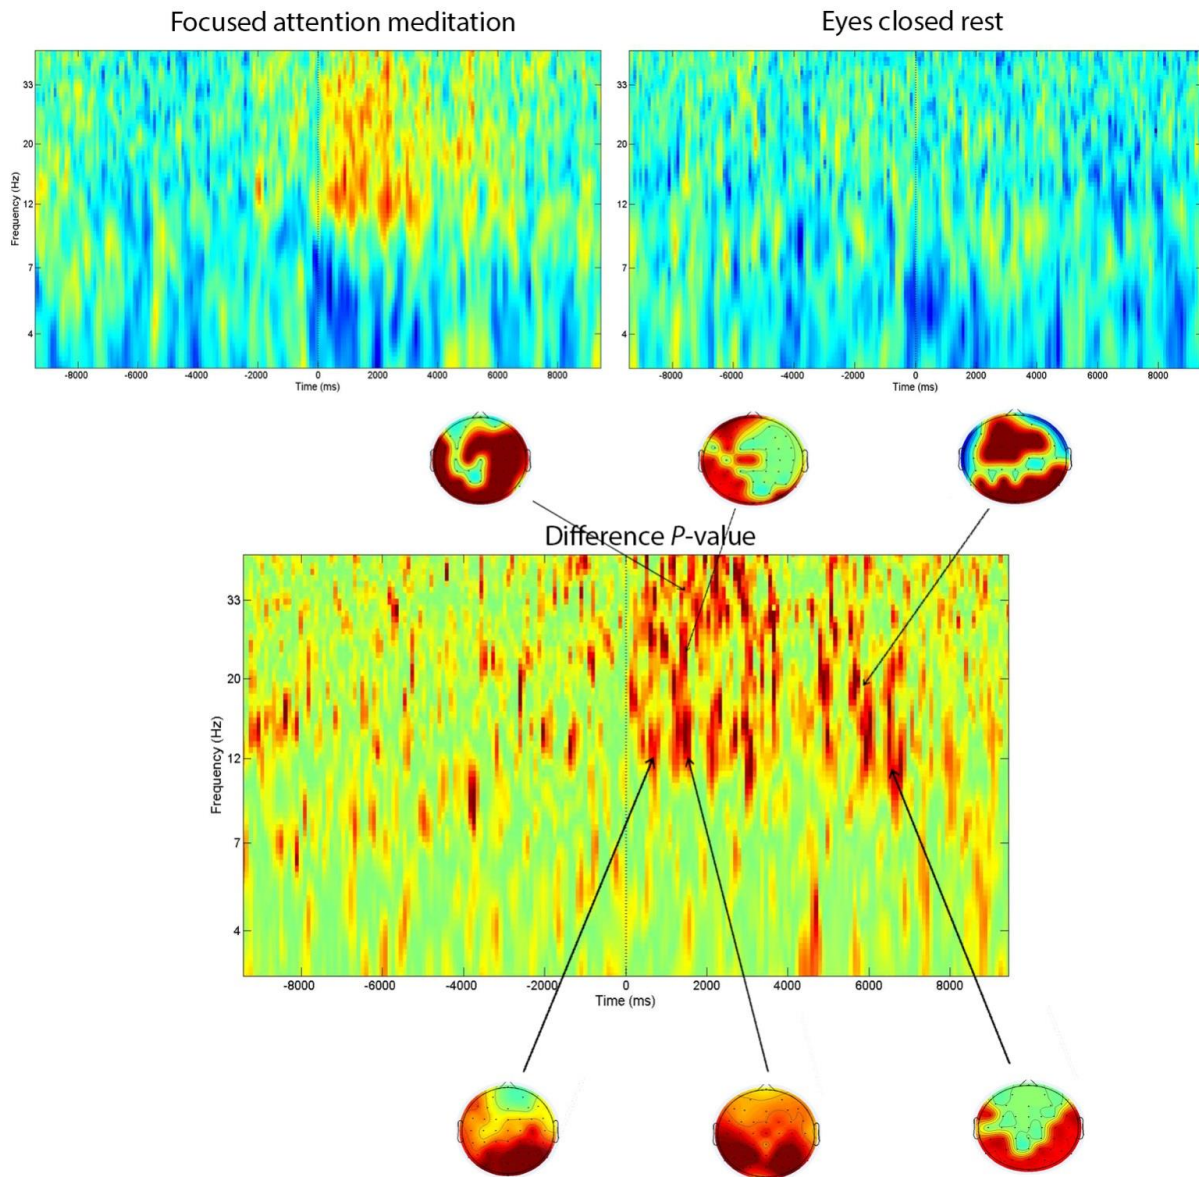 Focused attention meditation
Eyes closed rest
33
20
12
7
4
Frequency (Hz)
-8000 -6000 -4000 -2000 0 2000 4000 6000 8000
Time (ms)
33
20
12
7
4
Frequency (Hz)
-8000 -6000 -4000 -2000 0 2000 4000 6000 8000
Time (ms)
Difference P-value
33
20
12
7
4
Frequency (Hz)
-8000 -6000 -4000 -2000 0 2000 4000 6000 8000
Time (ms)